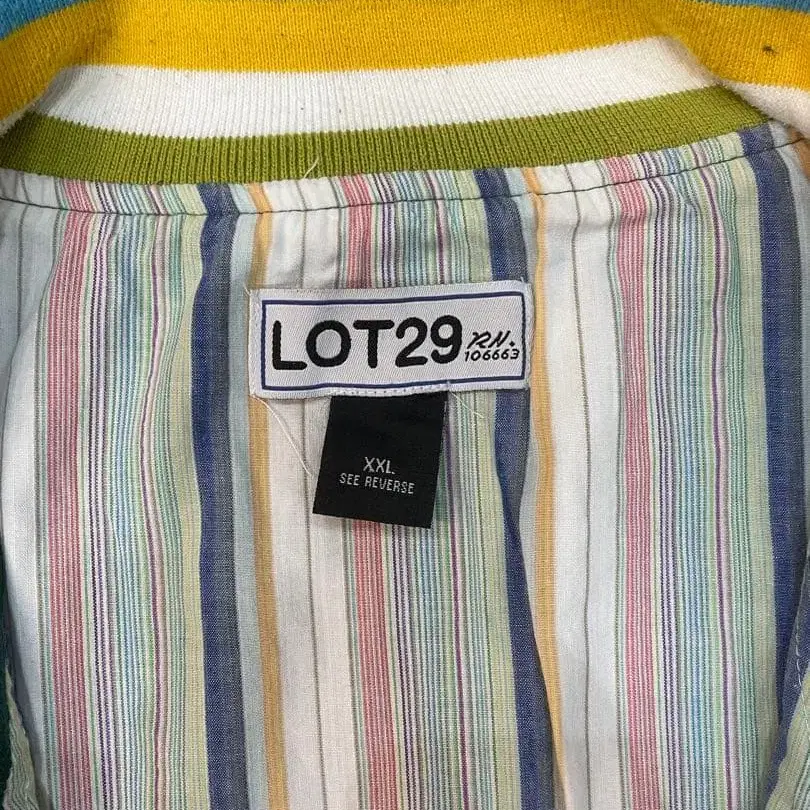 LOT29 RN.
106663
XXL
SEE REVERSE